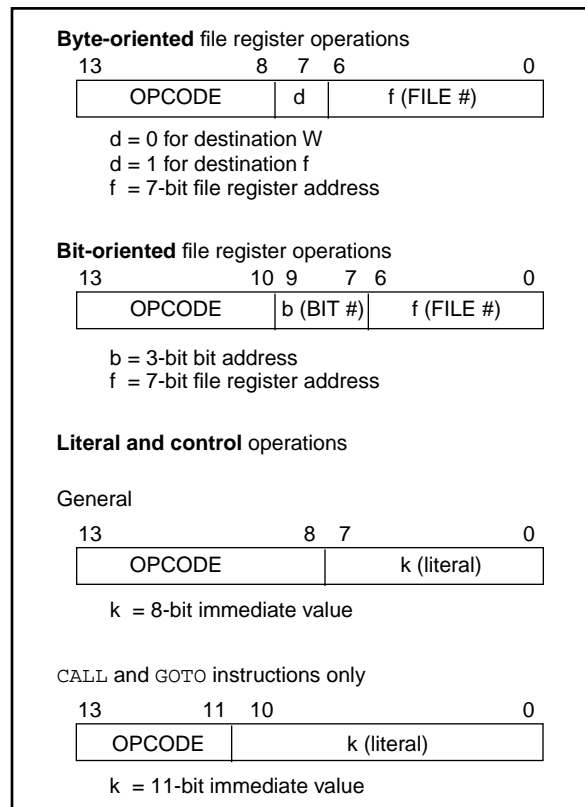 Byte-oriented file register operations
13 8 7 6 0
OPCODE d f (FILE #)
d = 0 for destination W
d = 1 for destination f
f = 7-bit file register address
Bit-oriented file register operations
13 10 9 7 6 0
OPCODE b (BIT #) f (FILE #)
b = 3-bit bit address
f = 7-bit file register address
Literal and control operations
General
13 8 7 0
OPCODE k (literal)
k = 8-bit immediate value
CALL and GOTO instructions only
13 11 10 0
OPCODE k (literal)
k = 11-bit immediate value